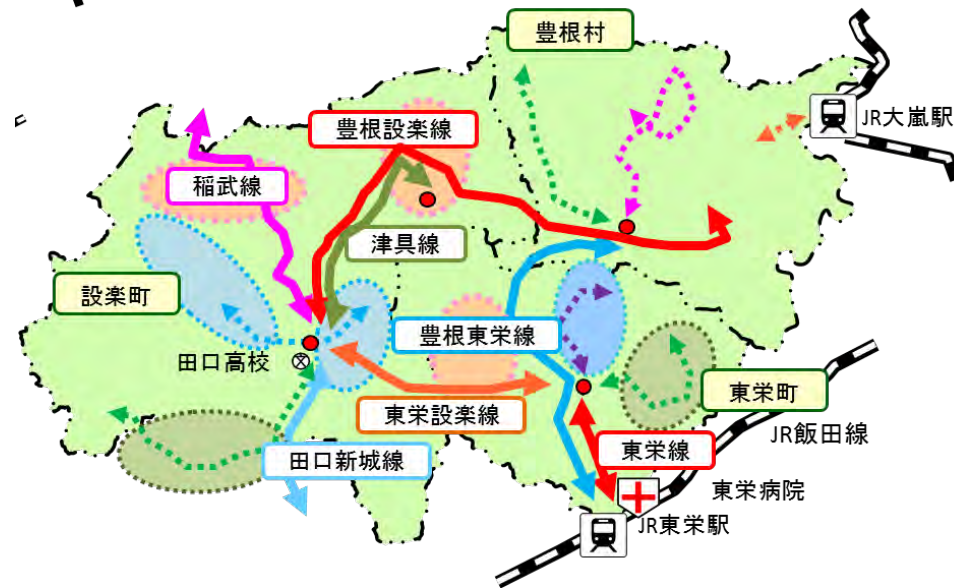 豊根村
JR大嵐駅
豊根設楽線
稲武線
津具線
設楽町
豊根東栄線
田口高校
東栄町
東栄設楽線
JR飯田線
東栄線
田口新城線
東栄病院
JR東栄駅